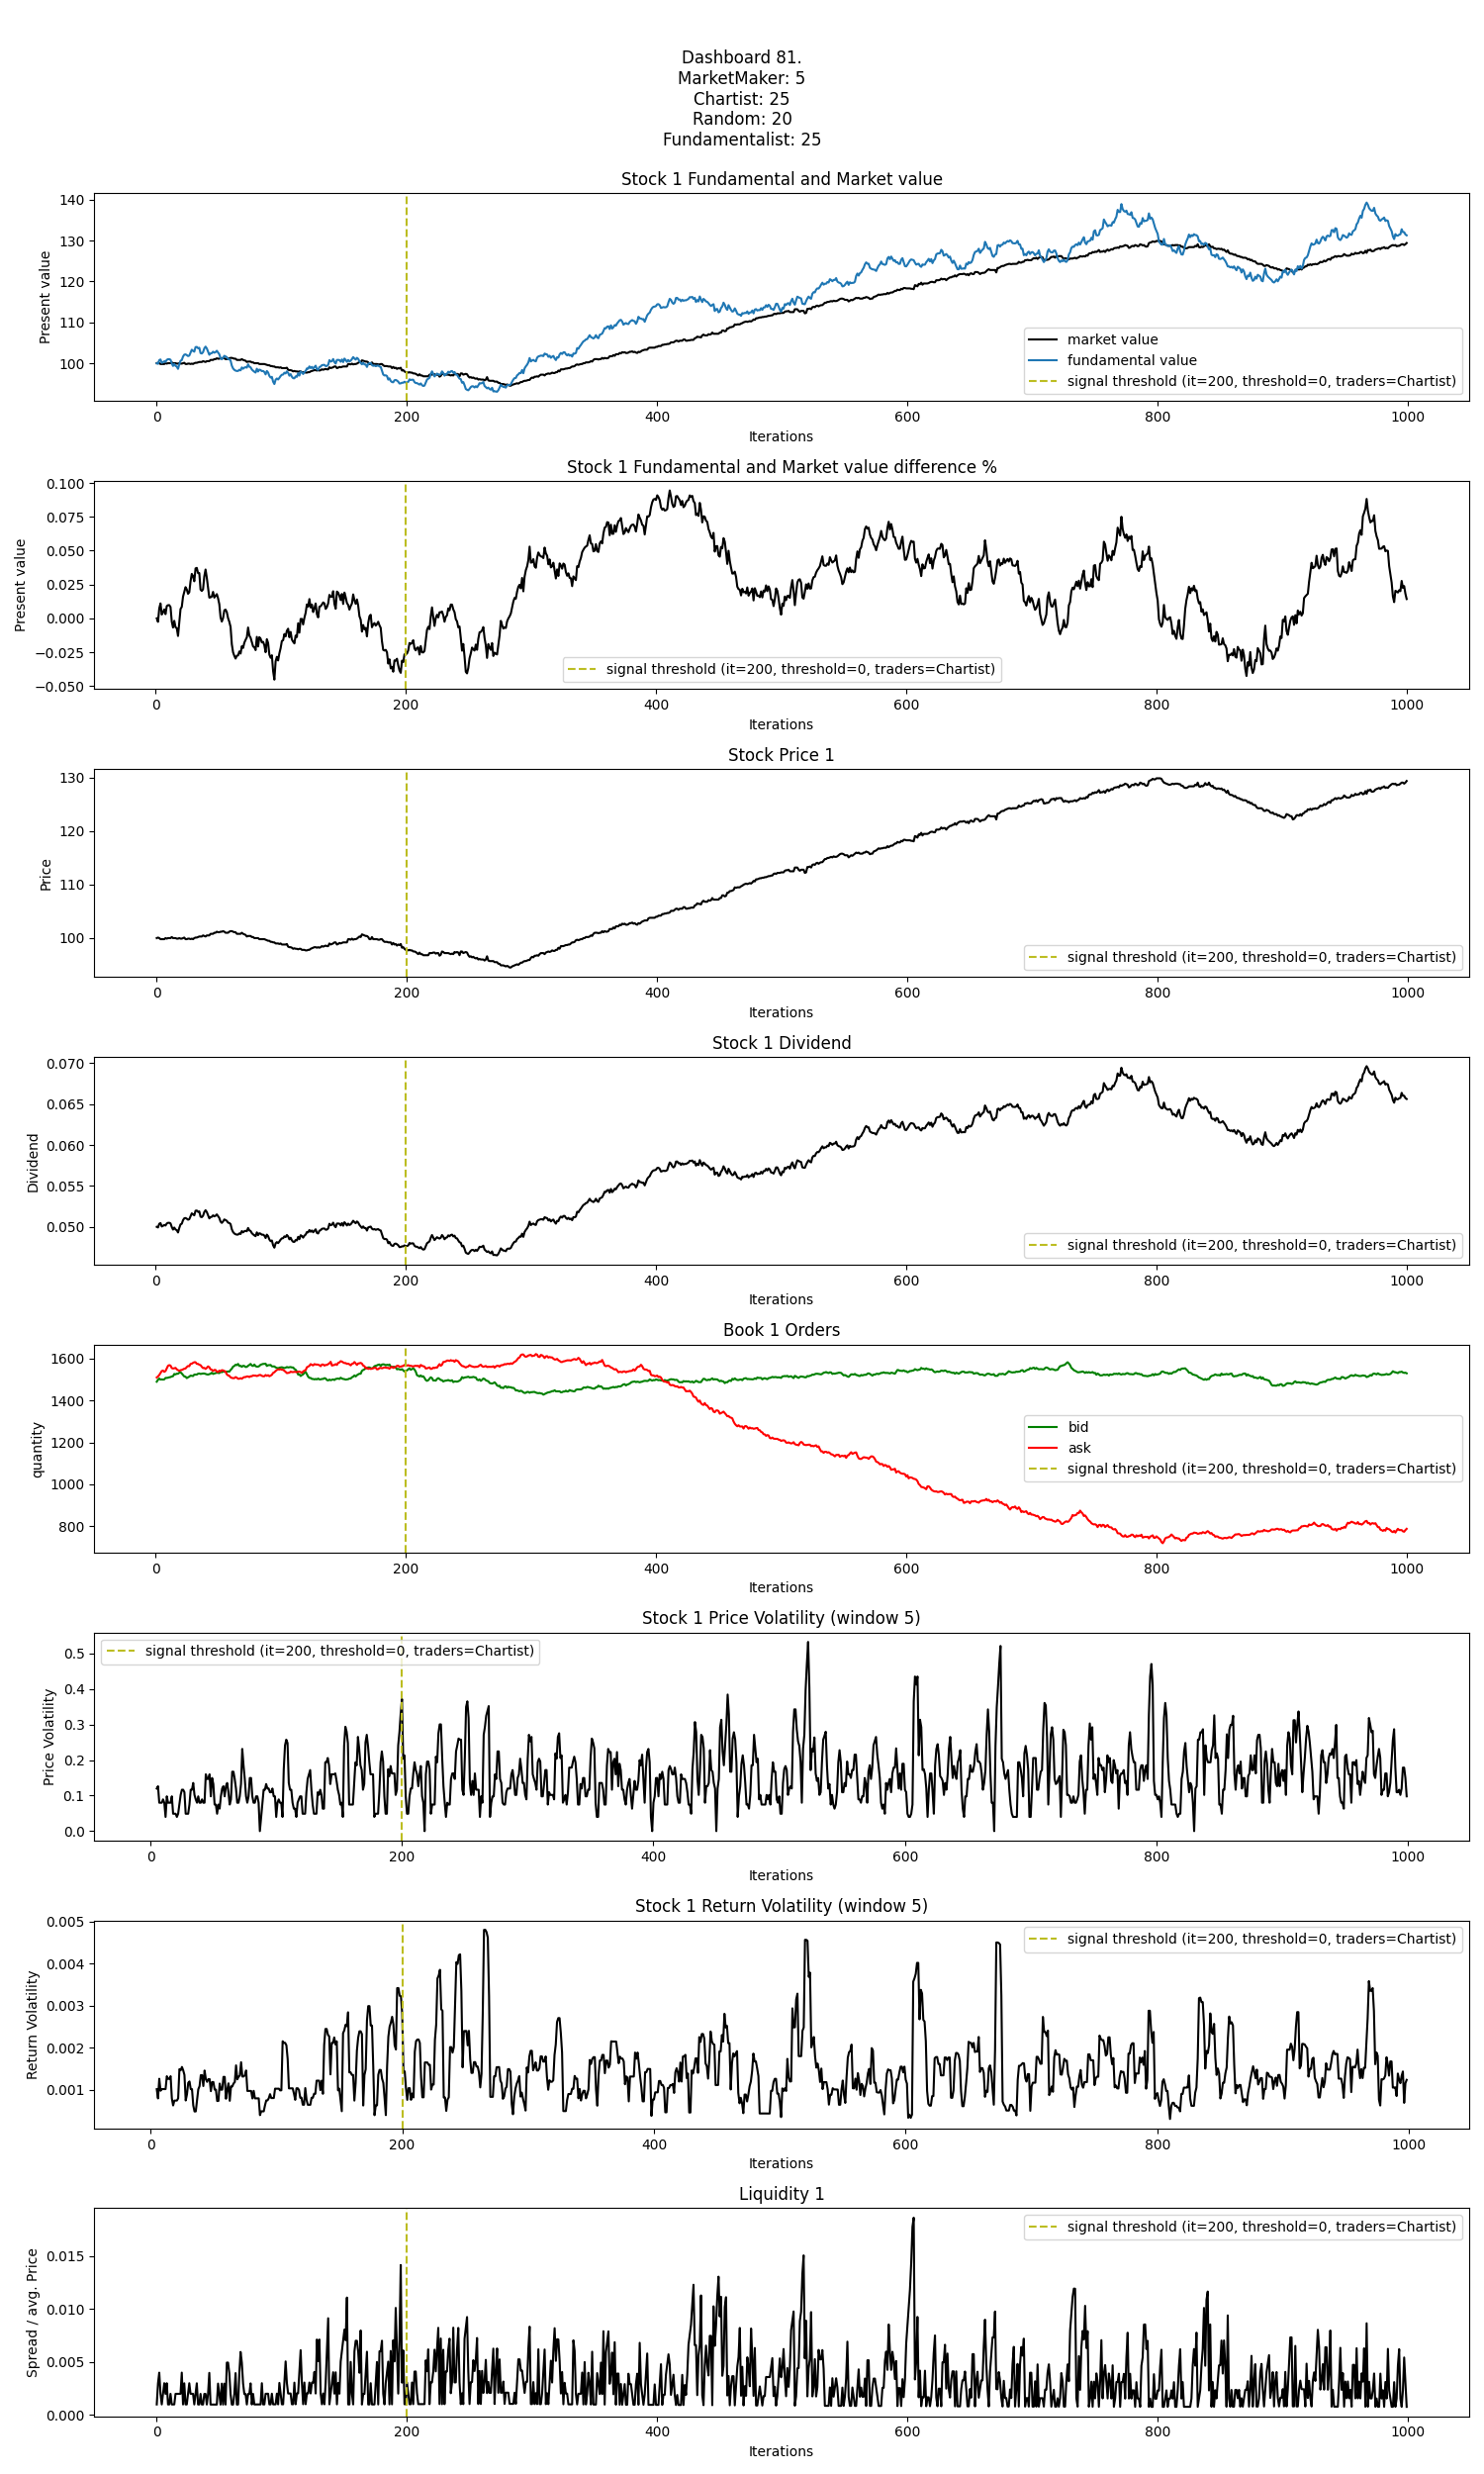 Dashboard 81.
MarketMaker: 5
Chartist: 25
Random: 20
Fundamentalist: 25
Stock 1 Fundamental and Market value
Present value
140
130
120
110
100
market value
fundamental value
signal threshold (it=200, threshold=0, traders=Chartist)
0 200 400 600 800 1000
Iterations
Stock 1 Fundamental and Market value difference %
Present value
0.100
0.075
0.050
0.025
0.000
−0.025
−0.050
signal threshold (it=200, threshold=0, traders=Chartist)
0 200 400 600 800 1000
Iterations
Stock Price 1
Price
130
120
110
100
signal threshold (it=200, threshold=0, traders=Chartist)
0 200 400 600 800 1000
Iterations
Stock 1 Dividend
Dividend
0.070
0.065
0.060
0.055
0.050
signal threshold (it=200, threshold=0, traders=Chartist)
0 200 400 600 800 1000
Iterations
Book 1 Orders
quantity
1600
1400
1200
1000
800
bid
ask
signal threshold (it=200, threshold=0, traders=Chartist)
0 200 400 600 800 1000
Iterations
Stock 1 Price Volatility (window 5)
Price Volatility
signal threshold (it=200, threshold=0, traders=Chartist)
0.5
0.4
0.3
0.2
0.1
0.0
0 200 400 600 800 1000
Iterations
Stock 1 Return Volatility (window 5)
Return Volatility
signal threshold (it=200, threshold=0, traders=Chartist)
0.005
0.004
0.003
0.002
0.001
0 200 400 600 800 1000
Iterations
Liquidity 1
Spread / avg. Price
signal threshold (it=200, threshold=0, traders=Chartist)
0.015
0.010
0.005
0.000
0 200 400 600 800 1000
Iterations